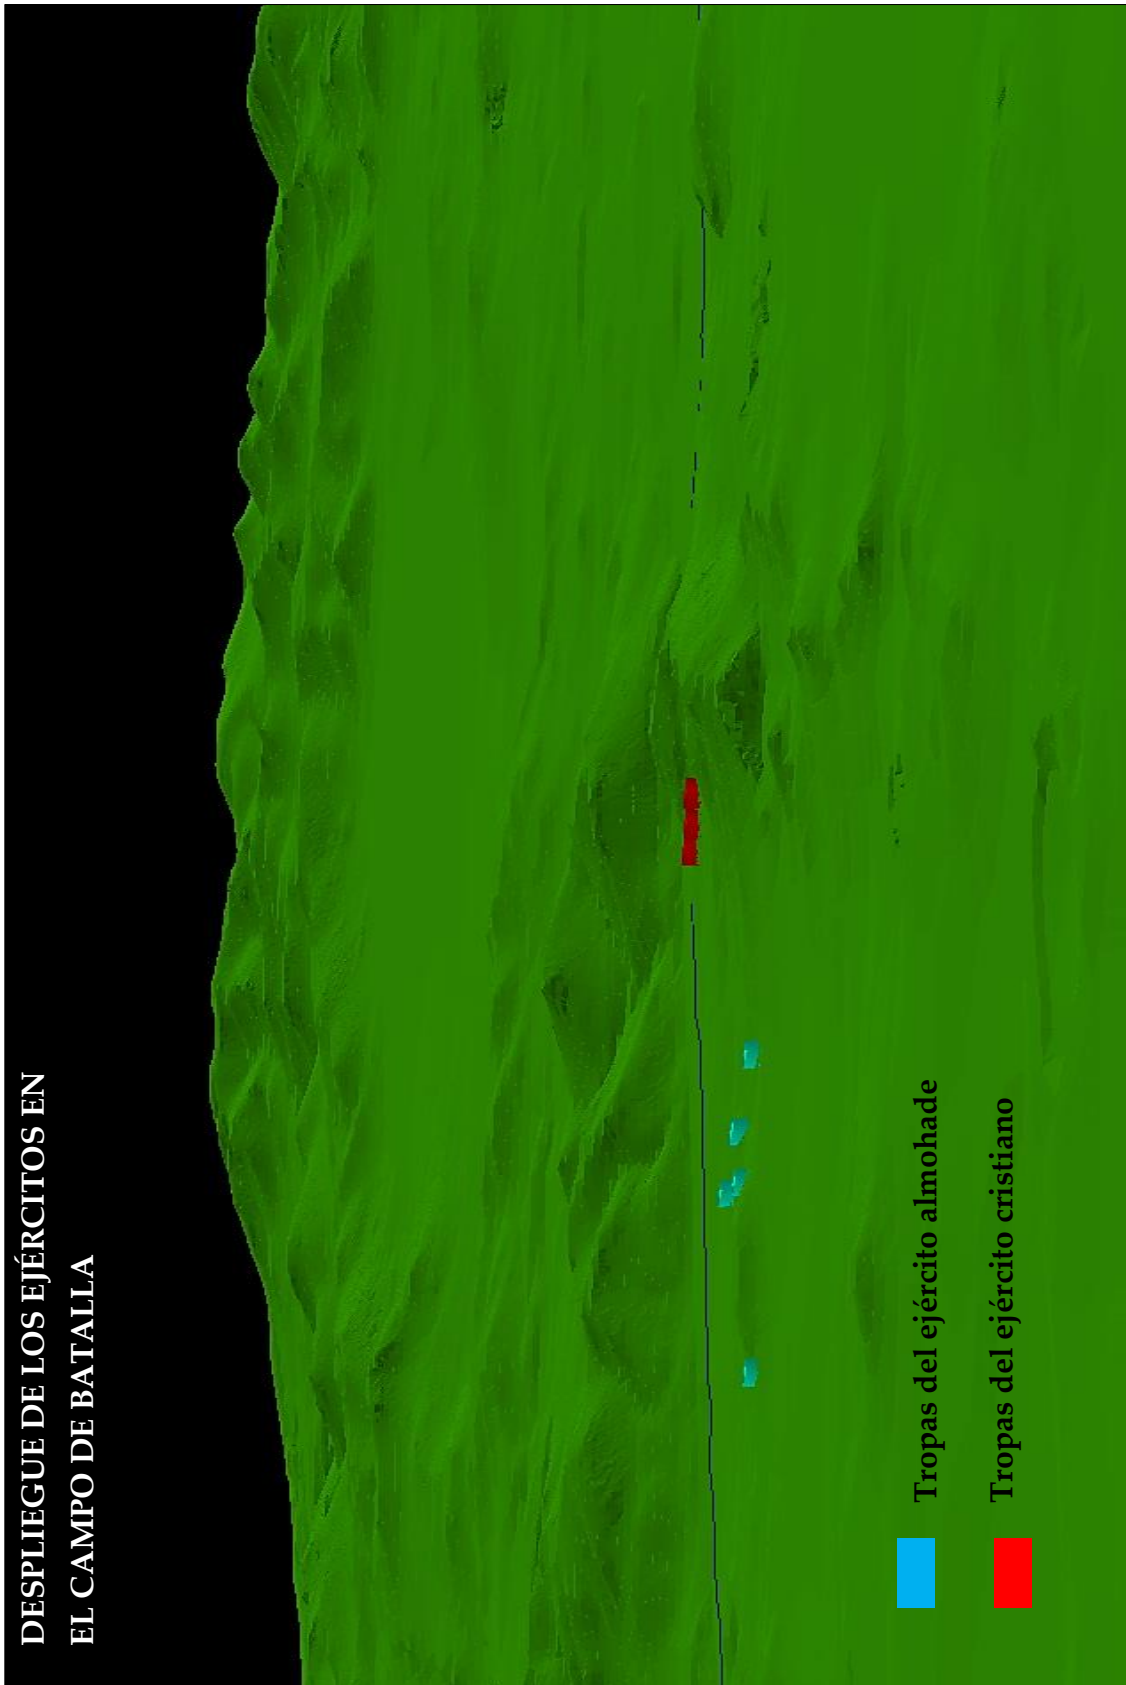 DESPLIEGUE DE LOS EJÉRCITOS EN
EL CAMPO DE BATALLA
Tropas del ejército almohade
Tropas del ejército cristiano